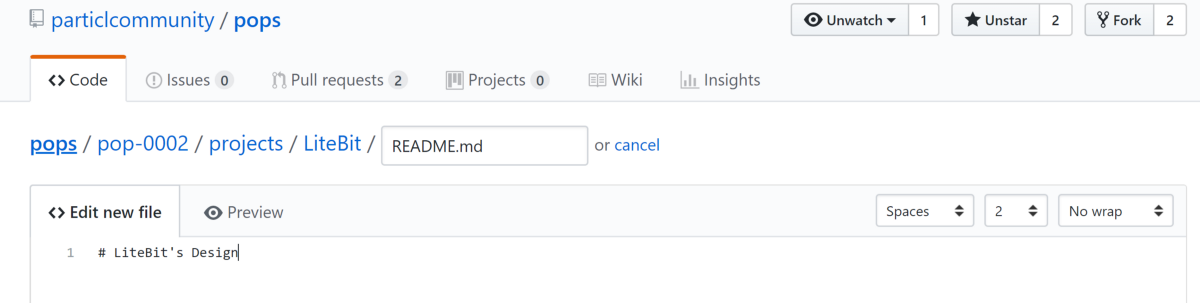 particlcommunity / pops Unwatch 1 Unstar 2 Fork 2
Code Issues 0 Pull requests 2 Projects 0 Wiki Insights
pops / pop-0002 / projects / LiteBit / README.md or cancel
Edit new file Preview Spaces 2 No wrap
1 # LiteBit's Design